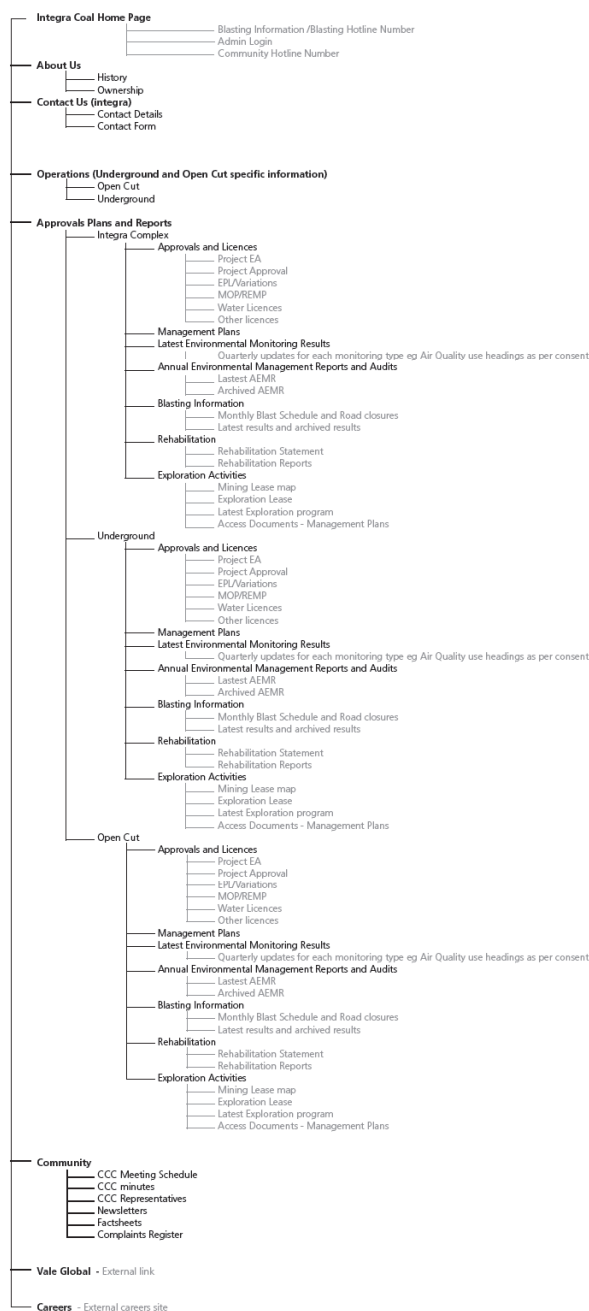 Integra Coal Home Page
Blasting Information /Blasting Hotline Number
Admin Login
Community Hotline Number
About Us
History
Ownership
Contact Us (integra)
Contact Details
Contact Form
Operations (Underground and Open Cut specific information)
Open Cut
Underground
Approvals Plans and Reports
Integra Complex
Approvals and Licences
Project EA
Project Approval
EPL/Variations
MOP/REMP
Water Licences
Other licences
Management Plans
Latest Environmental Monitoring Results
Quarterly updates for each monitoring type eg Air Quality use headings as per consent
Annual Environmental Management Reports and Audits
Lastest AEMR
Archived AEMR
Blasting Information
Monthly Blast Schedule and Road closures
Latest results and archived results
Rehabilitation
Rehabilitation Statement
Rehabilitation Reports
Exploration Activities
Mining Lease map
Exploration Lease
Latest Exploration program
Access Documents - Management Plans
Underground
Approvals and Licences
Project EA
Project Approval
EPL/Variations
MOP/REMP
Water Licences
Other licences
Management Plans
Latest Environmental Monitoring Results
Quarterly updates for each monitoring type eg Air Quality use headings as per consent
Annual Environmental Management Reports and Audits
Lastest AEMR
Archived AEMR
Blasting Information
Monthly Blast Schedule and Road closures
Latest results and archived results
Rehabilitation
Rehabilitation Statement
Rehabilitation Reports
Exploration Activities
Mining Lease map
Exploration Lease
Latest Exploration program
Access Documents - Management Plans
Open Cut
Approvals and Licences
Project EA
Project Approval
EPL/Variations
MOP/REMP
Water Licences
Other licences
Management Plans
Latest Environmental Monitoring Results
Quarterly updates for each monitoring type eg Air Quality use headings as per consent
Annual Environmental Management Reports and Audits
Lastest AEMR
Archived AEMR
Blasting Information
Monthly Blast Schedule and Road closures
Latest results and archived results
Rehabilitation
Rehabilitation Statement
Rehabilitation Reports
Exploration Activities
Mining Lease map
Exploration Lease
Latest Exploration program
Access Documents - Management Plans
Community
CCC Meeting Schedule
CCC minutes
CCC Representatives
Newsletters
Factsheets
Complaints Register
Vale Global - External link
Careers - External careers site